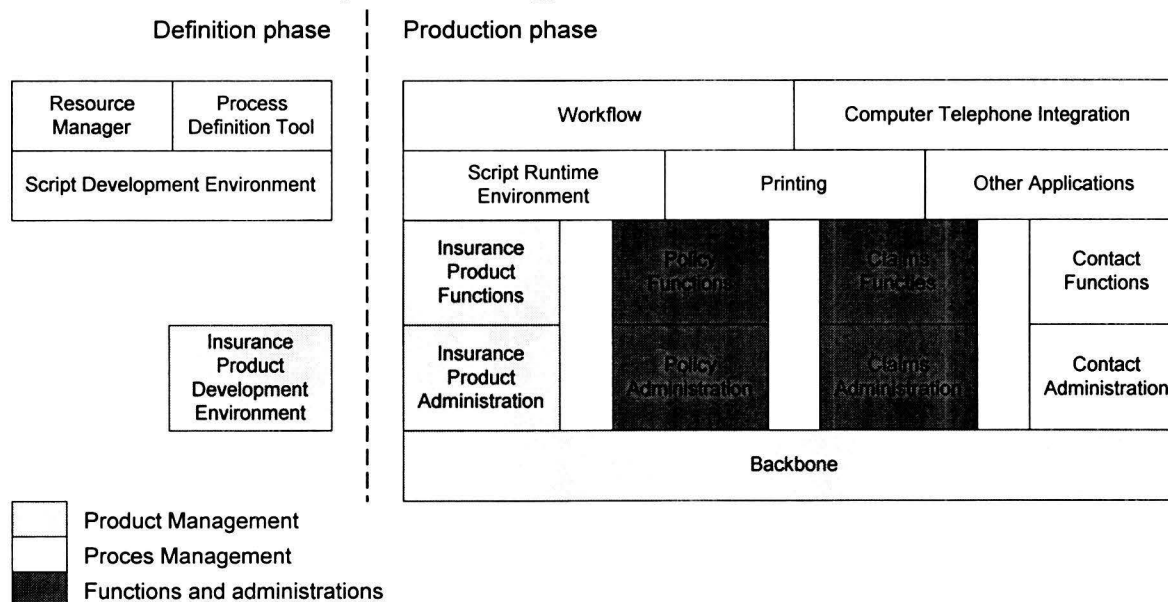 Definition phase
Production phase
Resource
Manager
Process
Definition Tool
Script Development Environment
Workflow
Computer Telephone Integration
Script Runtime
Environment
Printing
Other Applications
Insurance
Product
Functions
Policy
Functions
Claims
Functies
Contact
Functions
Insurance
Product
Development
Environment
Insurance
Product
Administration
Policy
Administration
Claims
Administration
Contact
Administration
Backbone
Product Management
Proces Management
Functions and administrations